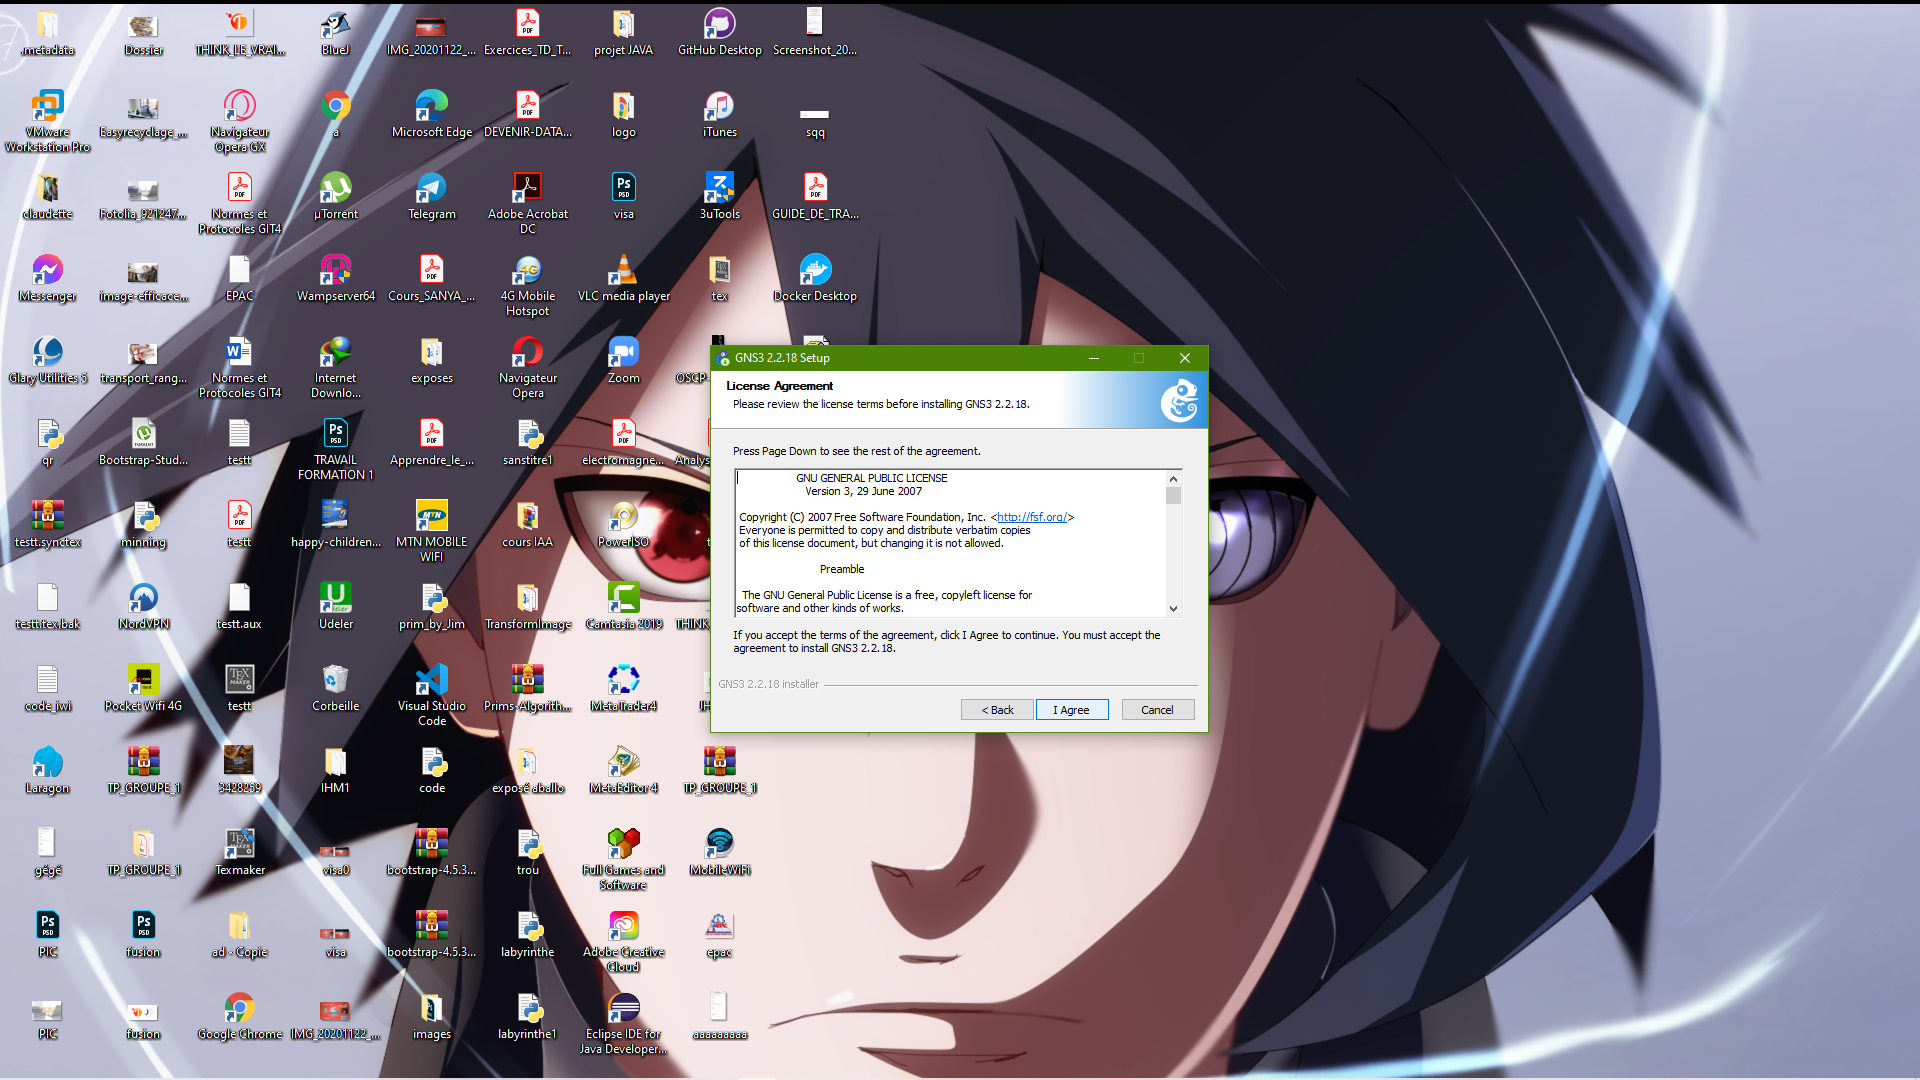 .metadata
Dossier
THINK_LE_VRAI...
BlueJ
IMG_20201122_...
Exercices_TD_T...
projet JAVA
GitHub Desktop
Screenshot_20...
VMware
Workstation Pro
Easyrecyclage_...
Navigateur
Opera GX
a
Microsoft Edge
DEVENIR-DATA...
logo
iTunes
sqq
claudette
Fotolia_921247...
Normes et
Protocoles GIT4
µTorrent
Telegram
Adobe Acrobat
DC
visa
3uTools
GUIDE_DE_TRA...
Messenger
image-efficace...
EPAC
Wampserver64
Cours_SANYA_...
4G Mobile
Hotspot
VLC media player
tex
Docker Desktop
Glary Utilities 5
transport_rang...
Normes et
Protocoles GIT4
Internet
Downlo...
exposes
Navigateur
Opera
Zoom
OSCP-
qr
Bootstrap-Stud...
testt
TRAVAIL
FORMATION 1
Apprendre_le_...
sanstitre1
electromagne...
Analys
testt.synctex
minning
testt
happy-children...
MTN MOBILE
WIFI
cours IAA
PowerISO
testt.tex.bak
NordVPN
testt.aux
Udeler
prim_by_Jim
TransformImage
Camtasia 2019
THINK
code_iwi
Pocket Wifi 4G
testt
Corbeille
Visual Studio
Code
Prims-Algorith...
MetaTrader4
JH
Laragon
TP_GROUPE_1
3428259
IHM1
code
exposé aballo
MetaEditor 4
TP_GROUPE_1
gégé
TP_GROUPE_1
Texmaker
visa0
bootstrap-4.5.3...
trou
Full Games and
Software
MobileWiFi
PIC
fusion
ad - Copie
visa
bootstrap-4.5.3...
labyrinthe
Adobe Creative
Cloud
epac
PIC
fusion
Google Chrome
IMG_20201122_...
images
labyrinthe1
Eclipse IDE for
Java Developer...
aaaaaaaaa
GNS3 2.2.18 Setup
License Agreement
Please review the license terms before installing GNS3 2.2.18.
Press Page Down to see the rest of the agreement.
GNU GENERAL PUBLIC LICENSE
Version 3, 29 June 2007
Copyright (C) 2007 Free Software Foundation, Inc. <http://fsf.org/>
Everyone is permitted to copy and distribute verbatim copies
of this license document, but changing it is not allowed.
Preamble
The GNU General Public License is a free, copyleft license for
software and other kinds of works.
If you accept the terms of the agreement, click I Agree to continue. You must accept the
agreement to install GNS3 2.2.18.
GNS3 2.2.18 installer
< Back
I Agree
Cancel